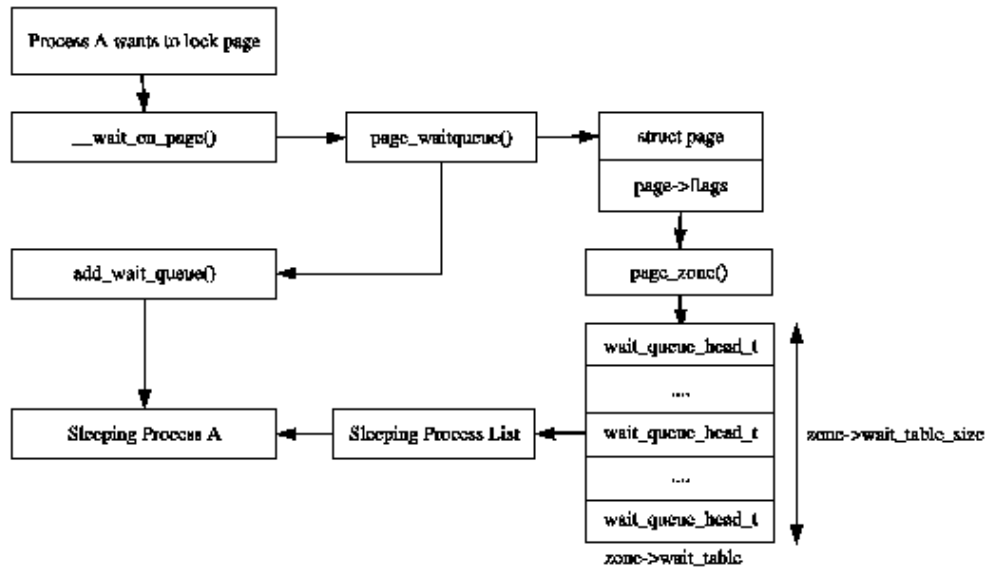 Process A wants to lock page
__wait_on_page()
page_waitqueue()
struct page
page->flags
add_wait_queue()
page_zone()
wait_queue_head_t
....
Sleeping Process A
Sleeping Process List
wait_queue_head_t
zone->wait_table_size
....
wait_queue_head_t
zone->wait_table